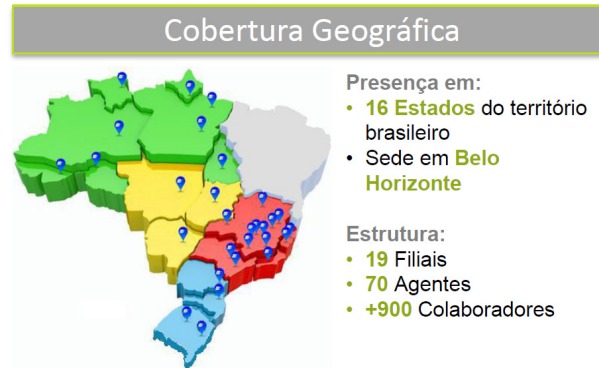 Cobertura Geográfica
Presença em:
• 16 Estados do território
brasileiro
• Sede em Belo
Horizonte
Estrutura:
• 19 Filiais
• 70 Agentes
• +900 Colaboradores